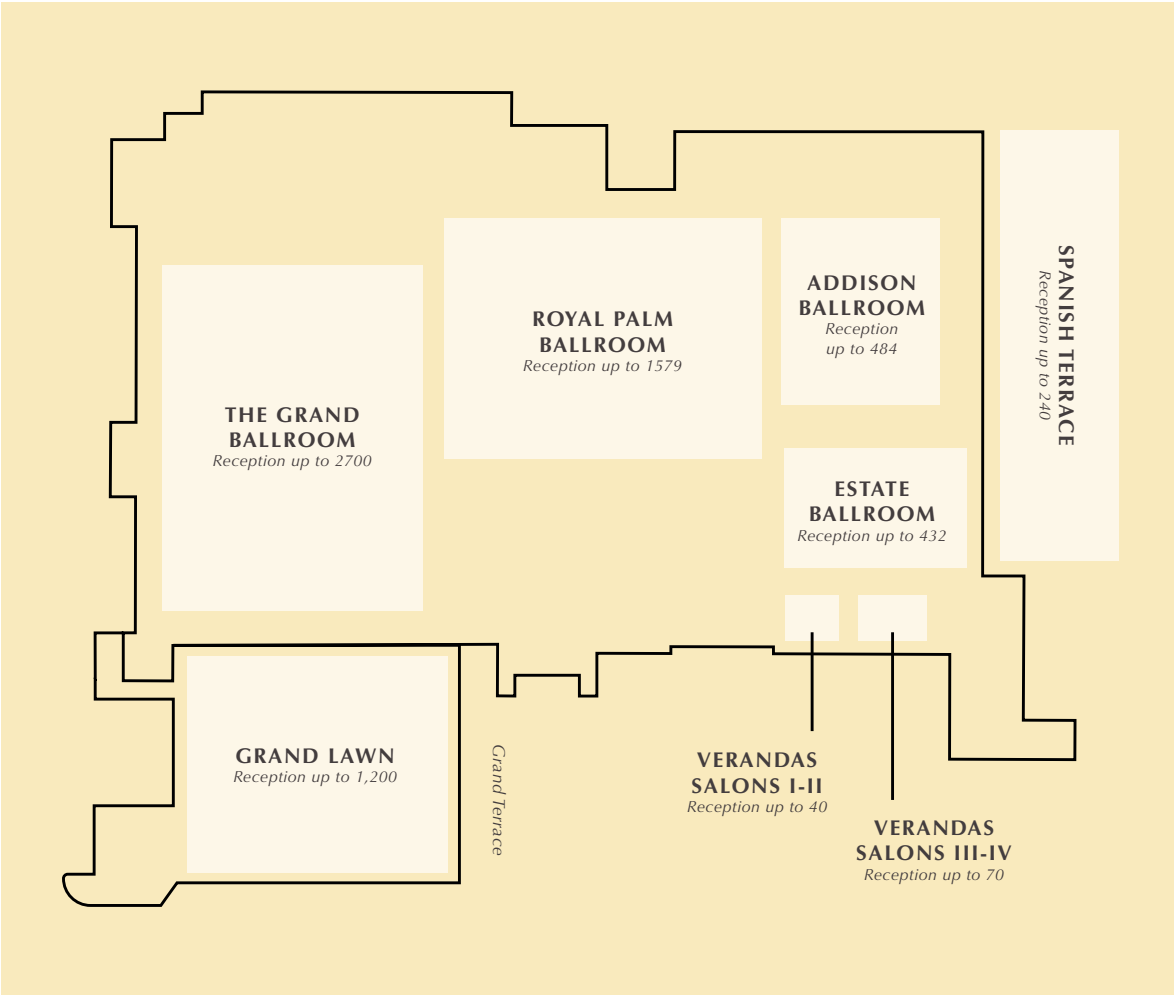 ROYAL PALM
BALLROOM
Reception up to 1579
ADDISON
BALLROOM
Reception
up to 484
SPANISH TERRACE
Reception up to 240
THE GRAND
BALLROOM
Reception up to 2700
ESTATE
BALLROOM
Reception up to 432
GRAND LAWN
Reception up to 1,200
Grand Terrace
VERANDAS
SALONS I-II
Reception up to 40
VERANDAS
SALONS III-IV
Reception up to 70